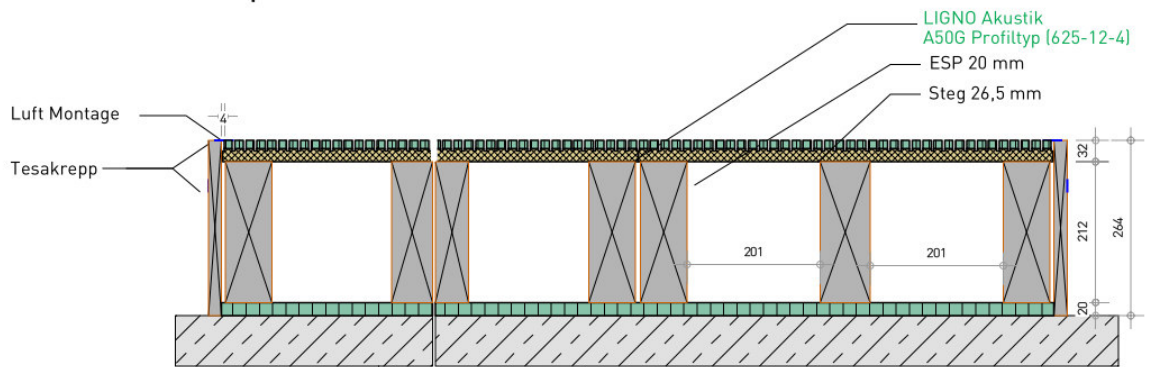 LIGNO Akustik
A50G Profiltyp (625-12-4)
ESP 20 mm
Steg 26,5 mm
Luft Montage
4
Tesakrepp
32
212
264
201
201
20